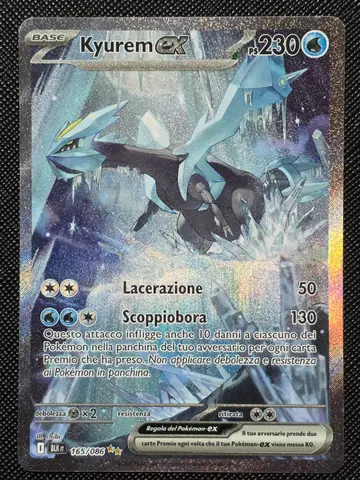 BASE Kyurem ex PS 230
Lacerazione 50
Scoppiobora 130
Questo attacco infligge anche 10 danni a ciascuno dei
Pokémon nella panchina del tuo avversario per ogni carta
Premio che ha preso. Non applicare debolezza e resistenza
ai Pokémon in panchina.
debolezza ×2 resistenza ritirata
Regola del Pokémon-ex
Il tuo avversario prende due
carte Premio ogni volta che il tuo Pokémon-ex viene messo KO.
I BLK IT 165/086